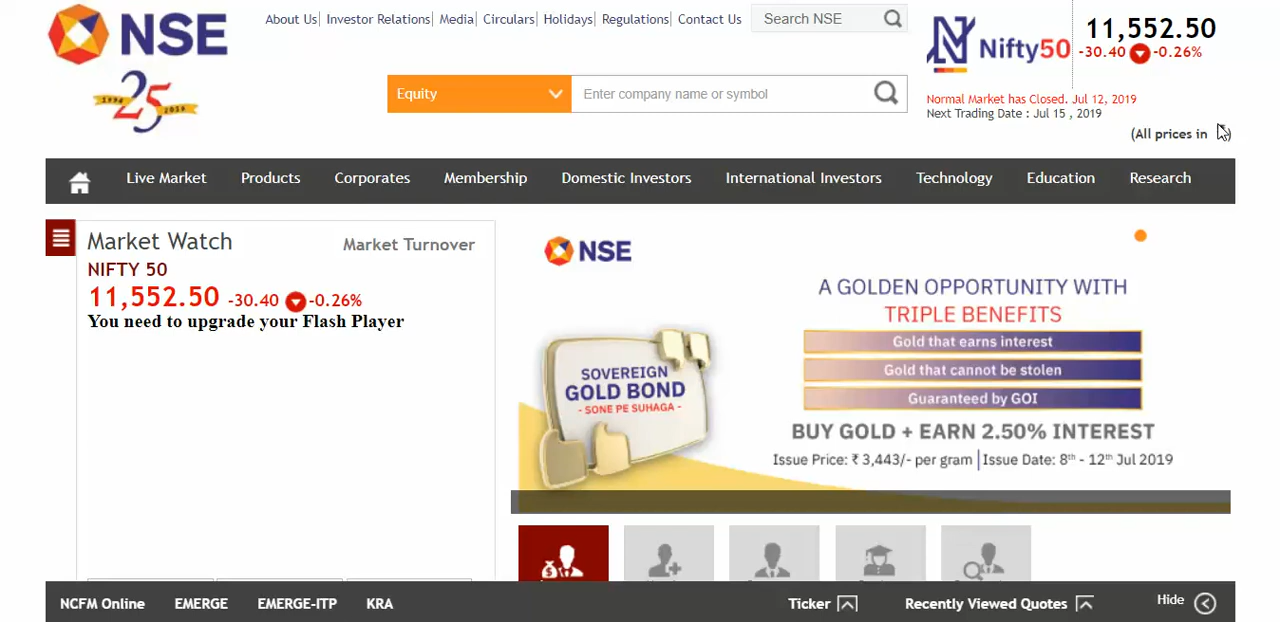 NSE
1994 25 2019
About Us| Investor Relations| Media| Circulars| Holidays| Regulations| Contact Us
Search NSE
Equity
Enter company name or symbol
Nifty50
11,552.50
-30.40 -0.26%
Normal Market has Closed. Jul 12, 2019
Next Trading Date : Jul 15 , 2019
(All prices in )
Live Market Products Corporates Membership Domestic Investors International Investors Technology Education Research
Market Watch
Market Turnover
NIFTY 50
11,552.50 -30.40 -0.26%
You need to upgrade your Flash Player
NSE
SOVEREIGN
GOLD BOND
- SONE PE SUHAGA -
A GOLDEN OPPORTUNITY WITH
TRIPLE BENEFITS
Gold that earns interest
Gold that cannot be stolen
Guaranteed by GOI
BUY GOLD + EARN 2.50% INTEREST
Issue Price: ₹ 3,443/- per gram | Issue Date: 8th - 12th Jul 2019
NCFM Online EMERGE EMERGE-ITP KRA Ticker Recently Viewed Quotes Hide